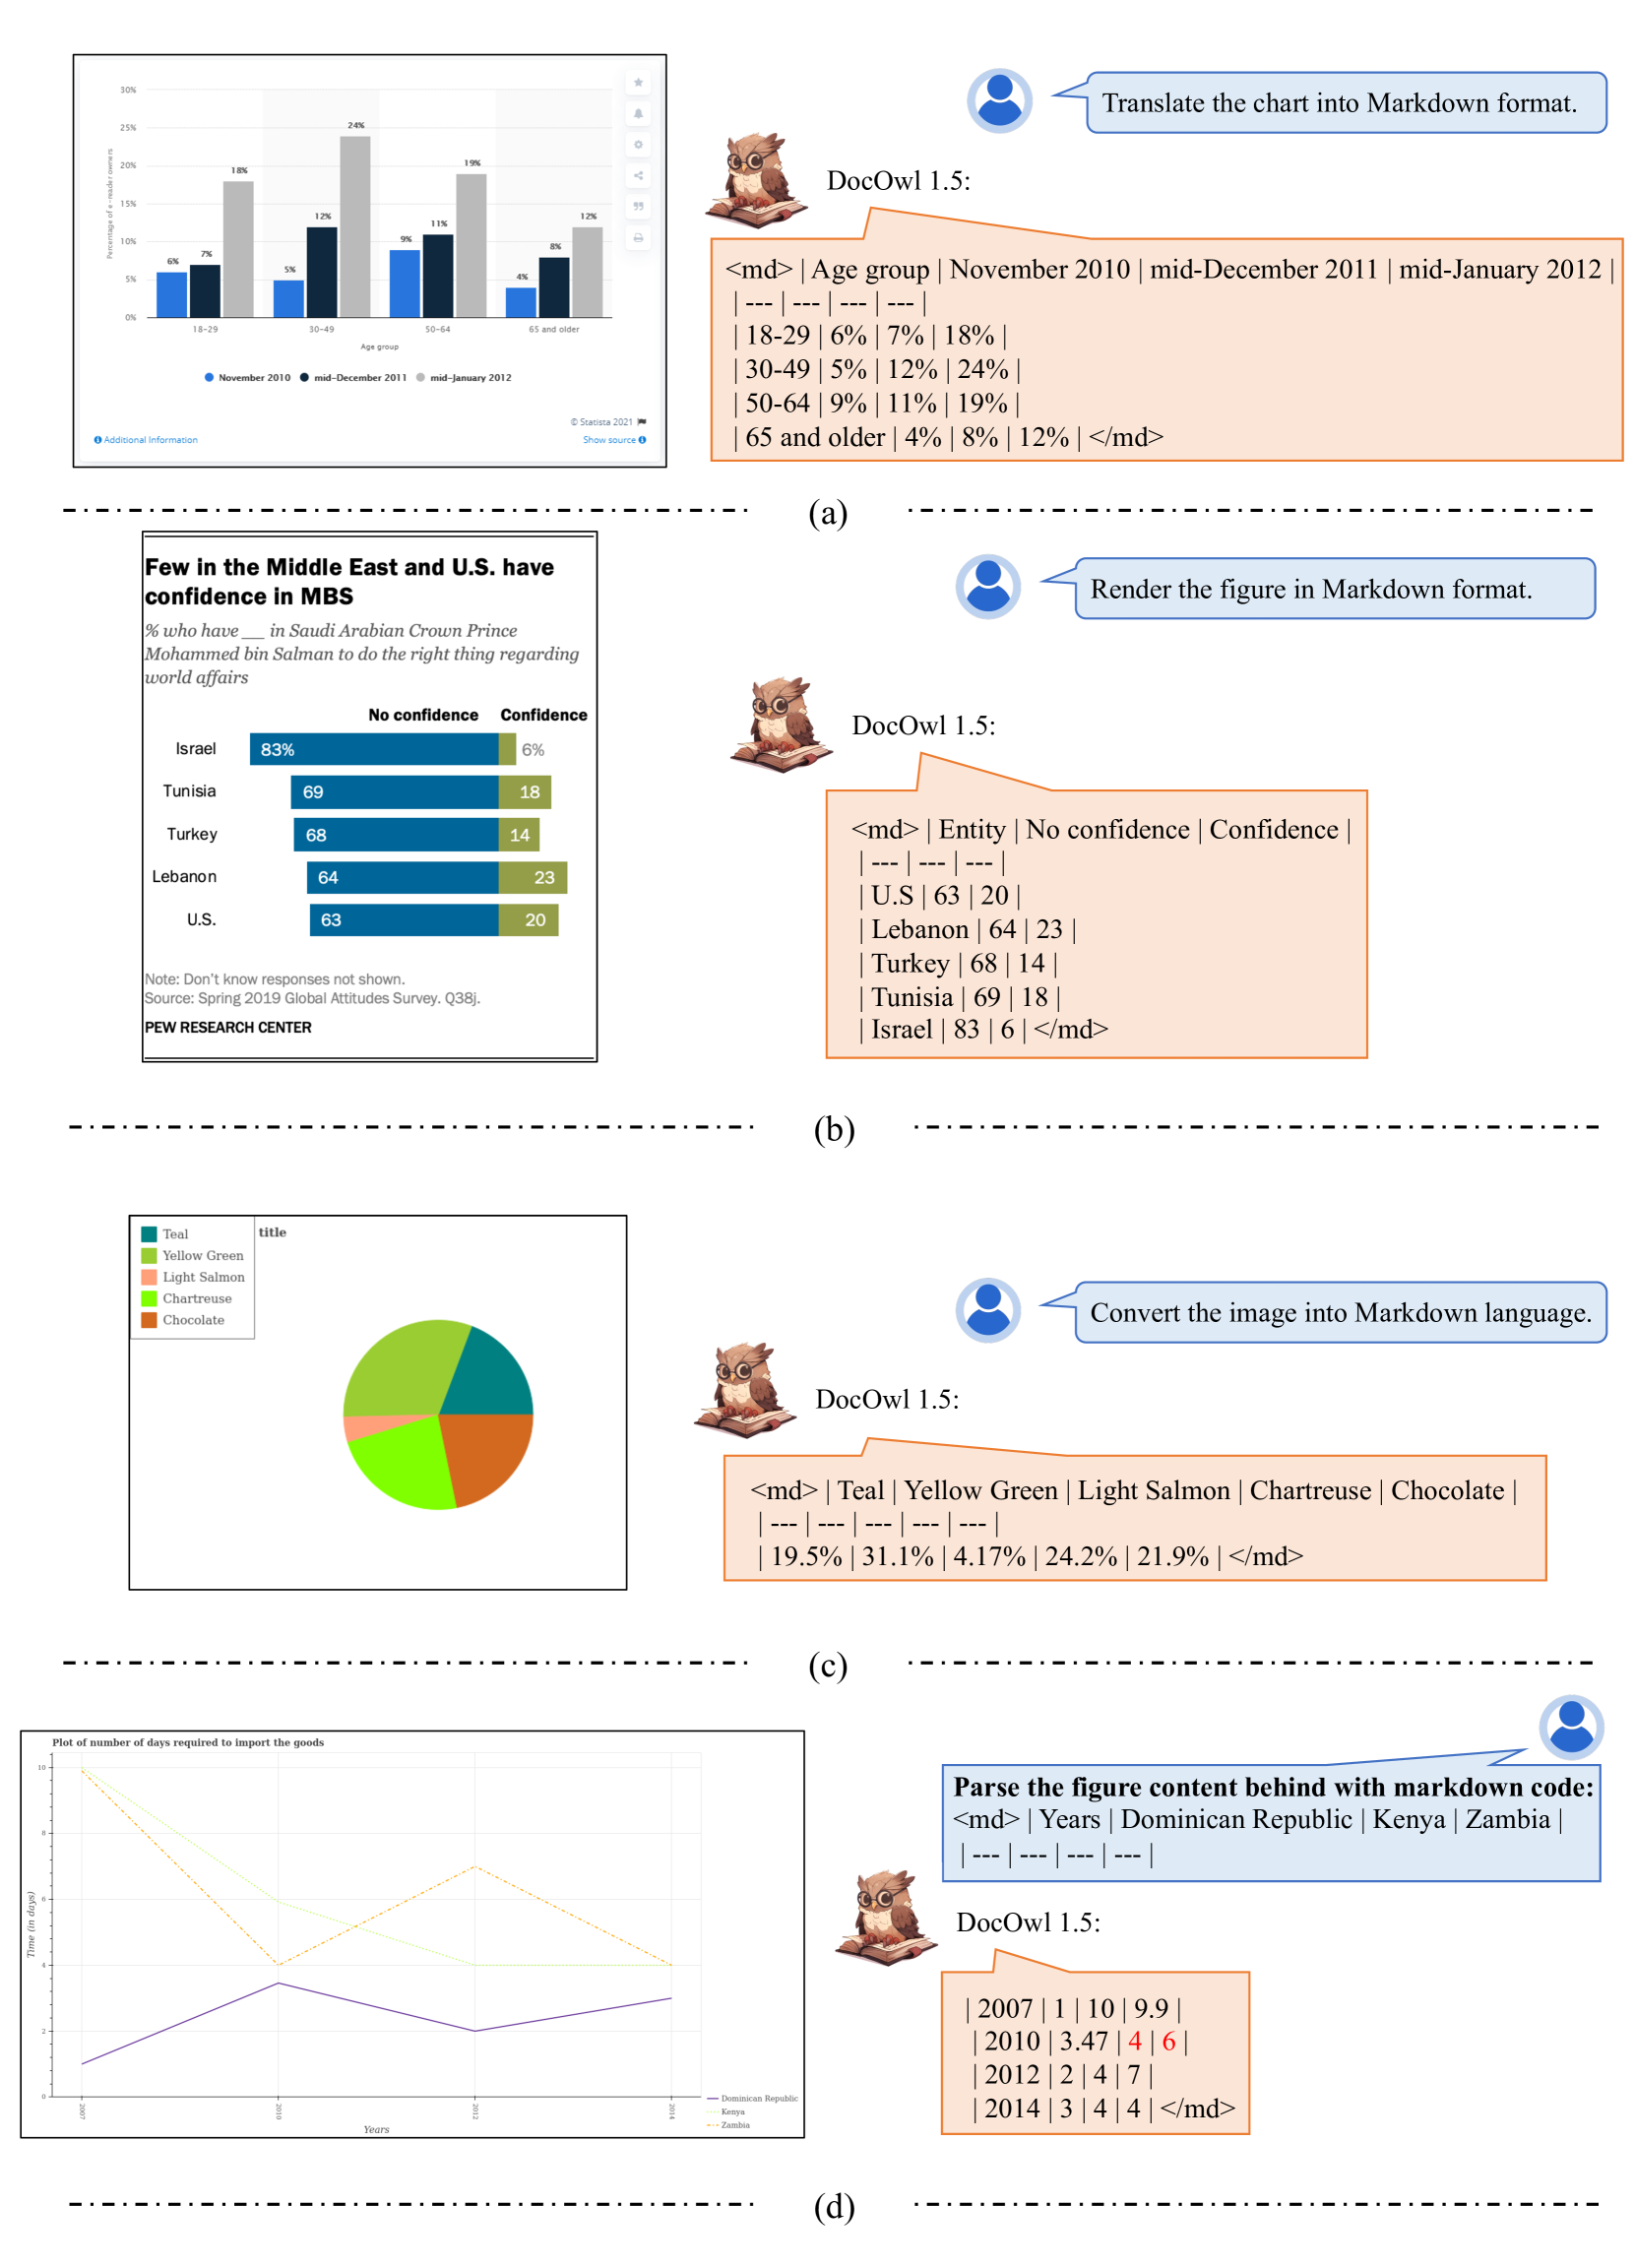 30%
25%
20%
15%
10%
5%
0%
Percentage of e-reader owners
6%
7%
18%
5%
12%
24%
9%
11%
19%
4%
8%
12%
18-29
30-49
50-64
65 and older
Age group
November 2010 mid-December 2011 mid-January 2012
© Statista 2021
Additional Information
Show source
Translate the chart into Markdown format.
DocOwl 1.5:
<md> | Age group | November 2010 | mid-December 2011 | mid-January 2012 |
| --- | --- | --- | --- |
| 18-29 | 6% | 7% | 18% |
| 30-49 | 5% | 12% | 24% |
| 50-64 | 9% | 11% | 19% |
| 65 and older | 4% | 8% | 12% | </md>
(a)
Few in the Middle East and U.S. have
confidence in MBS
% who have __ in Saudi Arabian Crown Prince
Mohammed bin Salman to do the right thing regarding
world affairs
No confidence Confidence
Israel 83% 6%
Tunisia 69 18
Turkey 68 14
Lebanon 64 23
U.S. 63 20
Note: Don't know responses not shown.
Source: Spring 2019 Global Attitudes Survey. Q38j.
PEW RESEARCH CENTER
Render the figure in Markdown format.
DocOwl 1.5:
<md> | Entity | No confidence | Confidence |
| --- | --- | --- |
| U.S | 63 | 20 |
| Lebanon | 64 | 23 |
| Turkey | 68 | 14 |
| Tunisia | 69 | 18 |
| Israel | 83 | 6 | </md>
(b)
title
Teal
Yellow Green
Light Salmon
Chartreuse
Chocolate
Convert the image into Markdown language.
DocOwl 1.5:
<md> | Teal | Yellow Green | Light Salmon | Chartreuse | Chocolate |
| --- | --- | --- | --- | --- |
| 19.5% | 31.1% | 4.17% | 24.2% | 21.9% | </md>
(c)
Plot of number of days required to import the goods
10
8
6
4
2
0
Time (in days)
2007
2010
2012
2014
Years
Dominican Republic
Kenya
Zambia
Parse the figure content behind with markdown code:
<md> | Years | Dominican Republic | Kenya | Zambia |
| --- | --- | --- | --- |
DocOwl 1.5:
| 2007 | 1 | 10 | 9.9 |
| 2010 | 3.47 | 4 | 6 |
| 2012 | 2 | 4 | 7 |
| 2014 | 3 | 4 | 4 | </md>
(d)